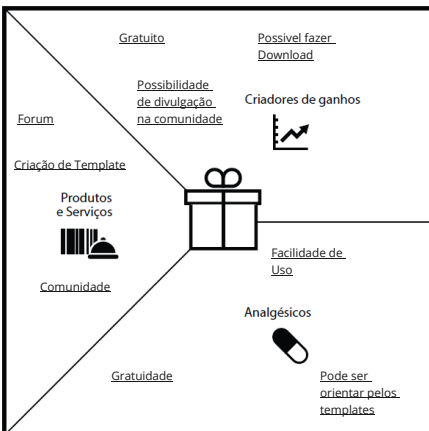 Gratuito
Possivel fazer
Download
Possibilidade
de divulgação
na comunidade
Criadores de ganhos
Forum
Criação de Template
Produtos
e Serviços
Comunidade
Facilidade de
Uso
Analgésicos
Gratuidade
Pode ser
orientar pelos
templates